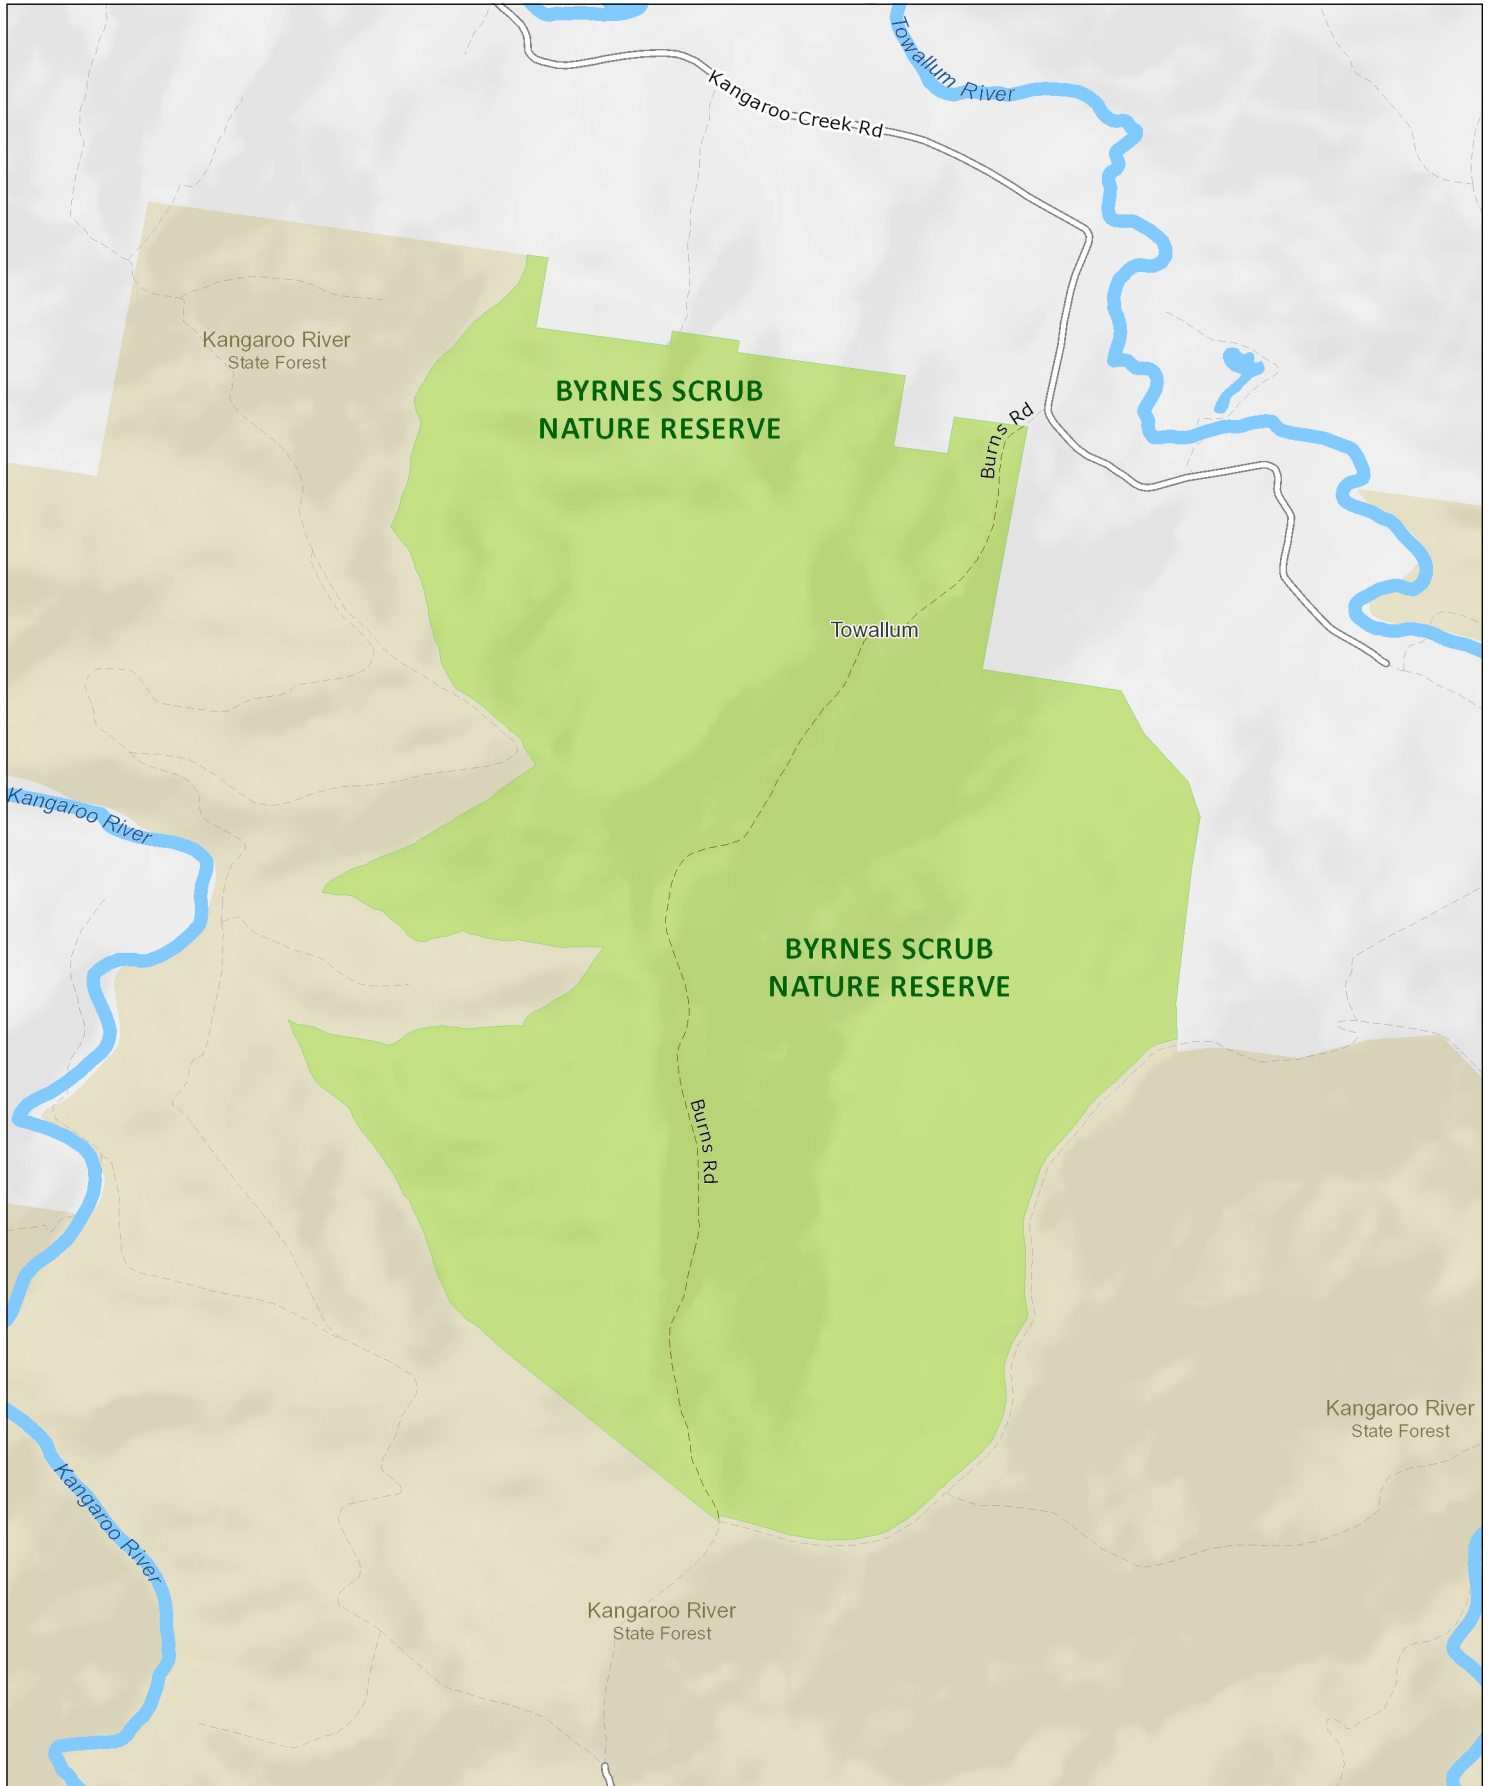 Towallum River
Kangaroo Creek Rd
Kangaroo River
State Forest
BYRNES SCRUB
NATURE RESERVE
Burns Rd
Towallum
Kangaroo River
BYRNES SCRUB
NATURE RESERVE
Burns Rd
Kangaroo River
State Forest
Kangaroo River
Kangaroo River
State Forest